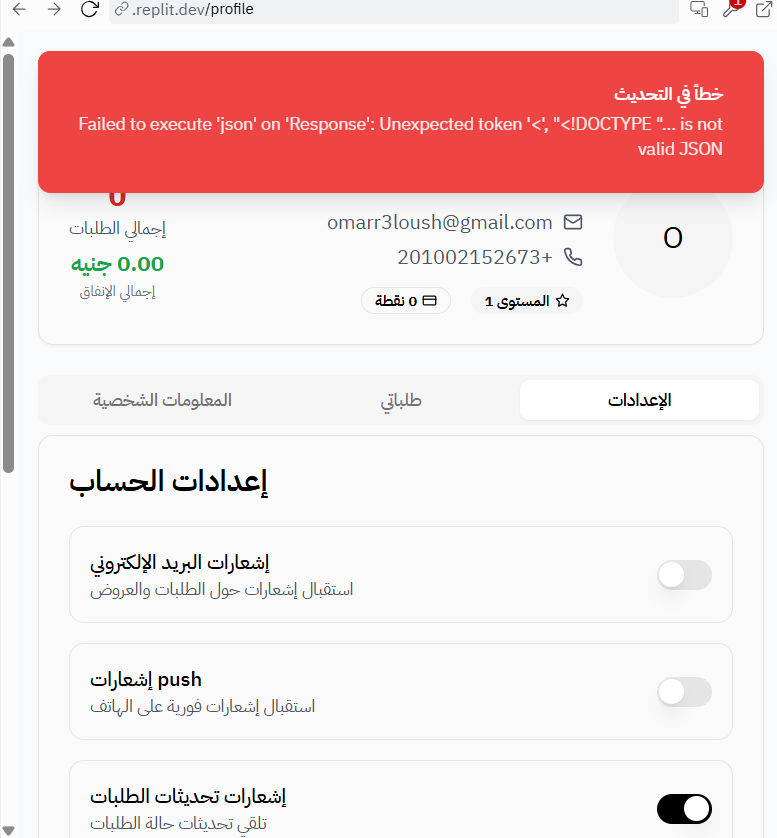 .replit.dev/profile
1
خطأ في التحديث
Failed to execute 'json' on 'Response': Unexpected token '<', "<!DOCTYPE "... is not
valid JSON
O
omarr3loush@gmail.com
201002152673+
المستوى 1
0 نقطة
0
إجمالي الطلبات
0.00 جنيه
إجمالي الإنفاق
الإعدادات
طلباتي
المعلومات الشخصية
إعدادات الحساب
إشعارات البريد الإلكتروني
استقبال إشعارات حول الطلبات والعروض
إشعارات push
استقبال إشعارات فورية على الهاتف
إشعارات تحديثات الطلبات
تلقي تحديثات حالة الطلبات